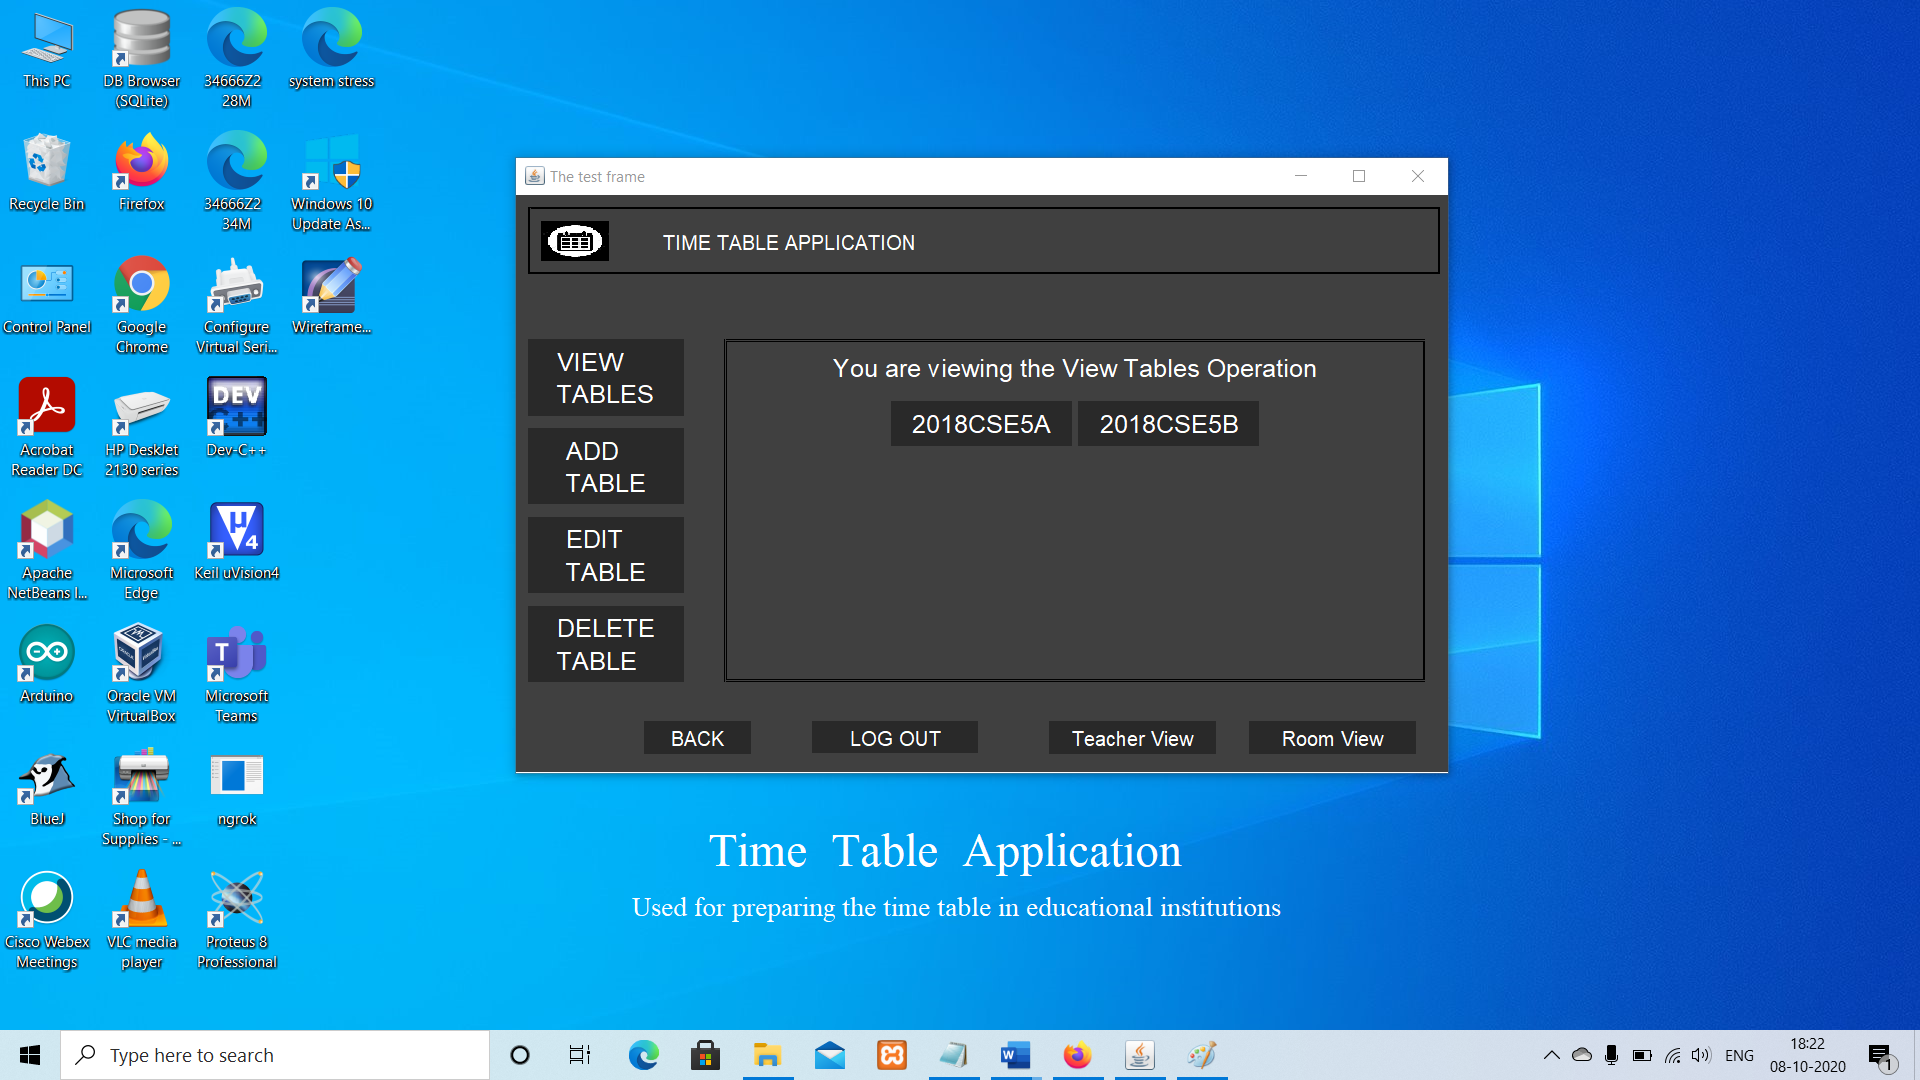 This PC
DB Browser
(SQLite)
34666Z2
28M
system stress
Recycle Bin
Firefox
34666Z2
34M
Windows 10
Update As...
Control Panel
Google
Chrome
Configure
Virtual Seri...
Wireframe...
Acrobat
Reader DC
HP DeskJet
2130 series
DEV
C++
Dev-C++
Apache
NetBeans I...
Microsoft
Edge
µ
V4
Keil uVision4
Arduino
Oracle VM
VirtualBox
T
Microsoft
Teams
BlueJ
Shop for
Supplies - ...
ngrok
Cisco Webex
Meetings
VLC media
player
Proteus 8
Professional
The test frame
TIME TABLE APPLICATION
VIEW
TABLES
ADD
TABLE
EDIT
TABLE
DELETE
TABLE
You are viewing the View Tables Operation
2018CSE5A 2018CSE5B
BACK LOG OUT Teacher View Room View
Time Table Application
Used for preparing the time table in educational institutions
Type here to search
W
ENG
18:22
08-10-2020
1